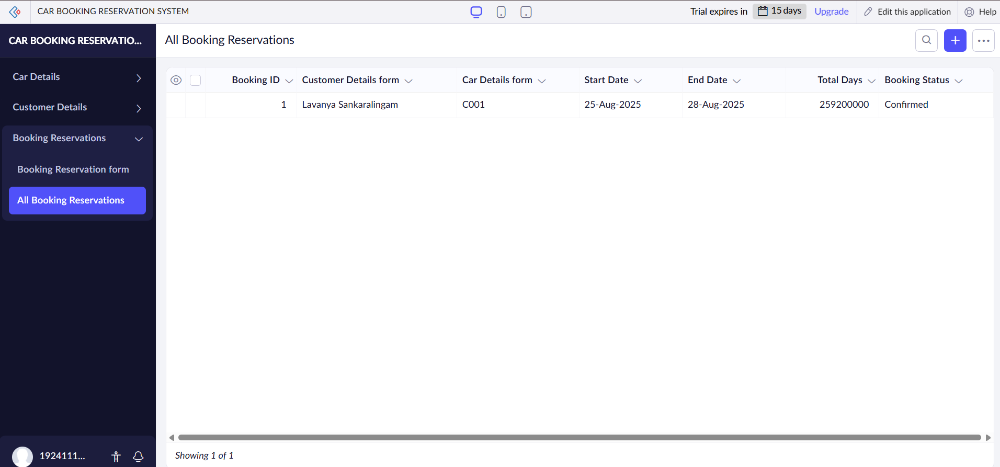 CAR BOOKING RESERVATION SYSTEM
Trial expires in 15 days Upgrade Edit this application Help
CAR BOOKING RESERVATIO...
All Booking Reservations
Car Details
Customer Details
Booking Reservations
Booking Reservation form
All Booking Reservations
Booking ID Customer Details form Car Details form Start Date End Date Total Days Booking Status
1 Lavanya Sankaralingam C001 25-Aug-2025 28-Aug-2025 259200000 Confirmed
Showing 1 of 1
1924111...